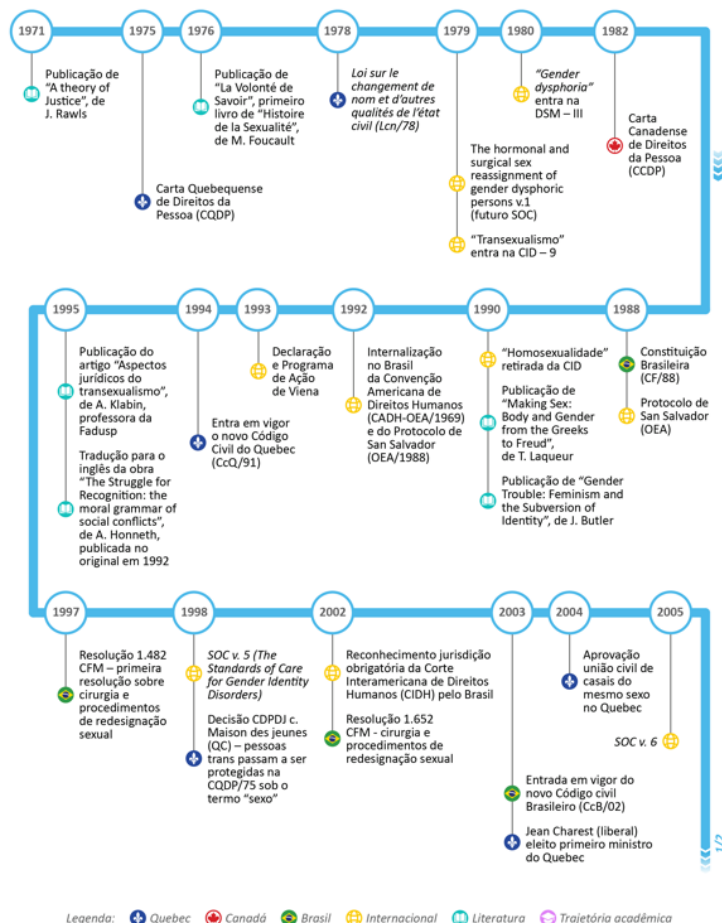 1971
1975
1976
1978
1979
1980
1982
Publicação de
“A theory of
Justice”, de
J. Rawls
Carta Quebequense
de Direitos da
Pessoa (CQDP)
Publicação de
“La Volonté de
Savoir”, primeiro
livro de “Histoire
de la Sexualité”,
de M. Foucault
Loi sur le
changement de
nom et d’autres
qualités de l’état
civil (Lcn/78)
The hormonal and
surgical sex
reassignment of
gender dysphoric
persons v.1
(futuro SOC)
“Transexualismo”
entra na CID – 9
“Gender
dysphoria”
entra na
DSM – III
Carta
Canadense
de Direitos
da Pessoa
(CCDP)
1995
1994
1993
1992
1990
1988
Publicação do
artigo “Aspectos
jurídicos do
transexualismo”,
de A. Klabin,
professora da
Fadusp
Tradução para o
inglês da obra
“The Struggle for
Recognition: the
moral grammar of
social conflicts”,
de A. Honneth,
publicada no
original em 1992
Entra em vigor
o novo Código
Civil do Quebec
(CcQ/91)
Declaração
e Programa
de Ação
de Viena
Internalização
no Brasil
da Convenção
Americana de
Direitos Humanos
(CADH-OEA/1969)
e do Protocolo de
San Salvador
(OEA/1988)
“Homosexualidade”
retirada da CID
Publicação de
“Making Sex:
Body and Gender
from the Greeks
to Freud”,
de T. Laqueur
Publicação de “Gender
Trouble: Feminism and
the Subversion of
Identity”, de J. Butler
Constituição
Brasileira
(CF/88)
Protocolo de
San Salvador
(OEA)
1997
1998
2002
2003
2004
2005
Resolução 1.482
CFM – primeira
resolução sobre
cirurgia e
procedimentos
de redesignação
sexual
SOC v. 5 (The
Standards of Care
for Gender Identity
Disorders)
Decisão CDPDJ c.
Maison des jeunes
(QC) – pessoas
trans passam a ser
protegidas na
CQDP/75 sob o
termo “sexo”
Reconhecimento jurisdição
obrigatória da Corte
Interamericana de Direitos
Humanos (CIDH) pelo Brasil
Resolução 1.652
CFM - cirurgia e
procedimentos de
redesignação sexual
Entrada em vigor do
novo Código civil
Brasileiro (CcB/02)
Jean Charest (liberal)
eleito primeiro ministro
do Quebec
Aprovação
união civil de
casais do
mesmo sexo
no Quebec
SOC v. 6
1/2
Legenda: Quebec Canadá Brasil Internacional Literatura Trajetória acadêmica